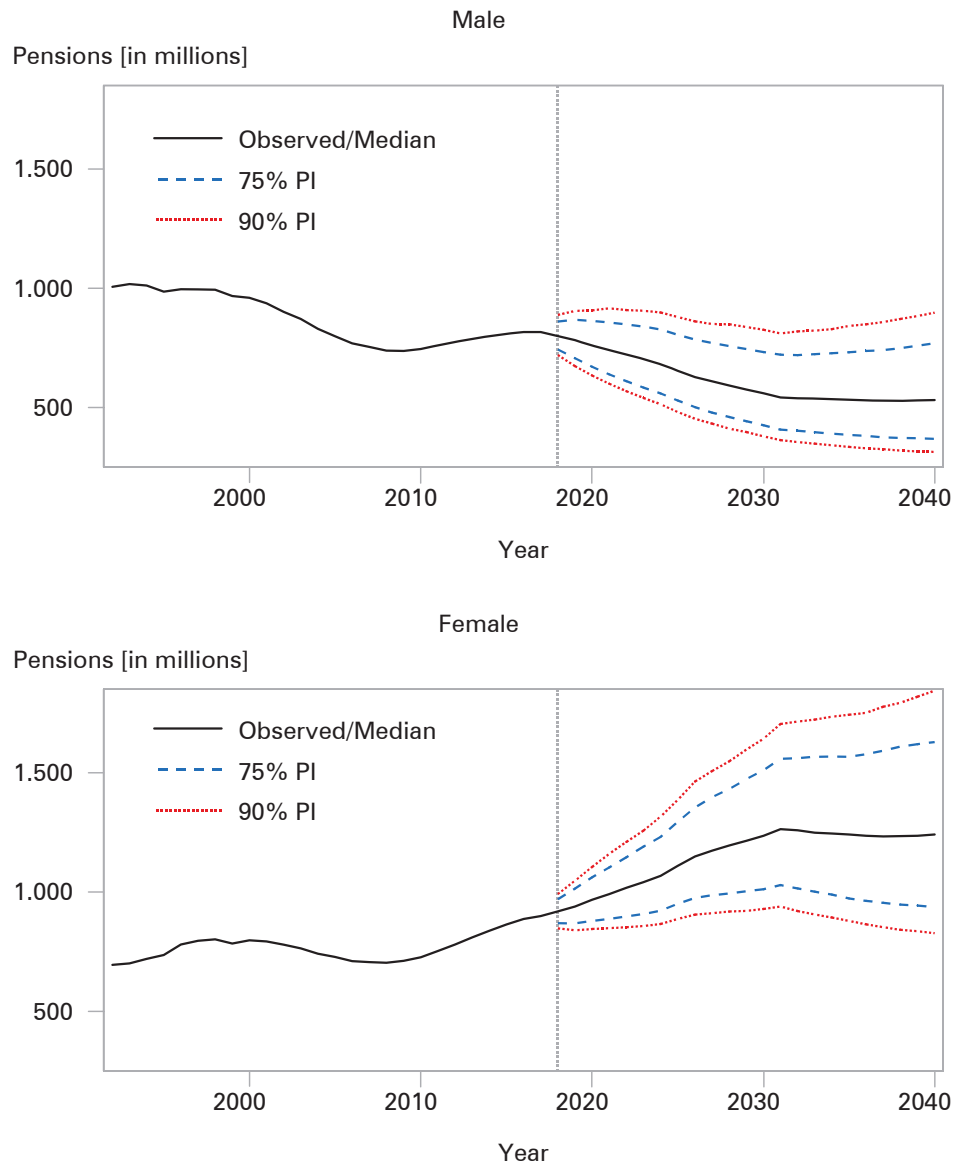 Male
Pensions [in millions]
Observed/Median
75% PI
90% PI
1.500
1.000
500
2000 2010 2020 2030 2040
Year
Female
Pensions [in millions]
Observed/Median
75% PI
90% PI
1.500
1.000
500
2000 2010 2020 2030 2040
Year